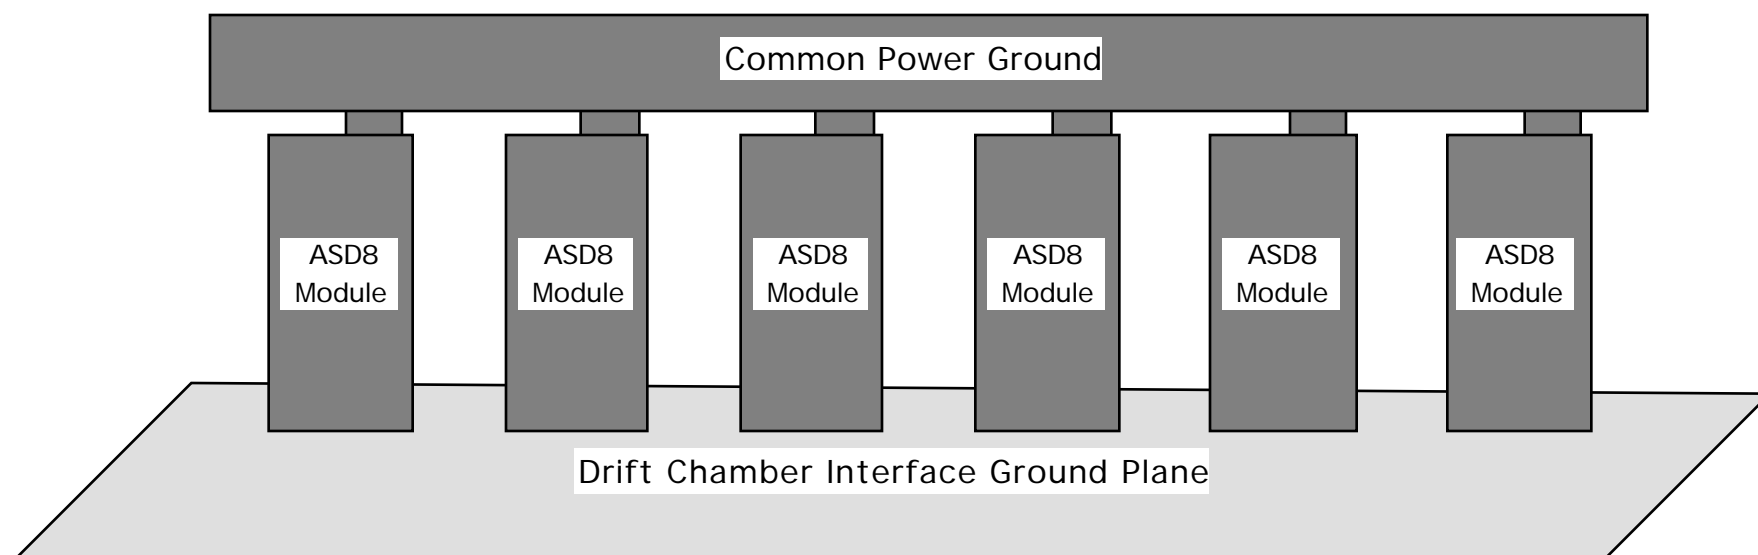 Common Power Ground
ASD8
Module
ASD8
Module
ASD8
Module
ASD8
Module
ASD8
Module
ASD8
Module
Drift Chamber Interface Ground Plane